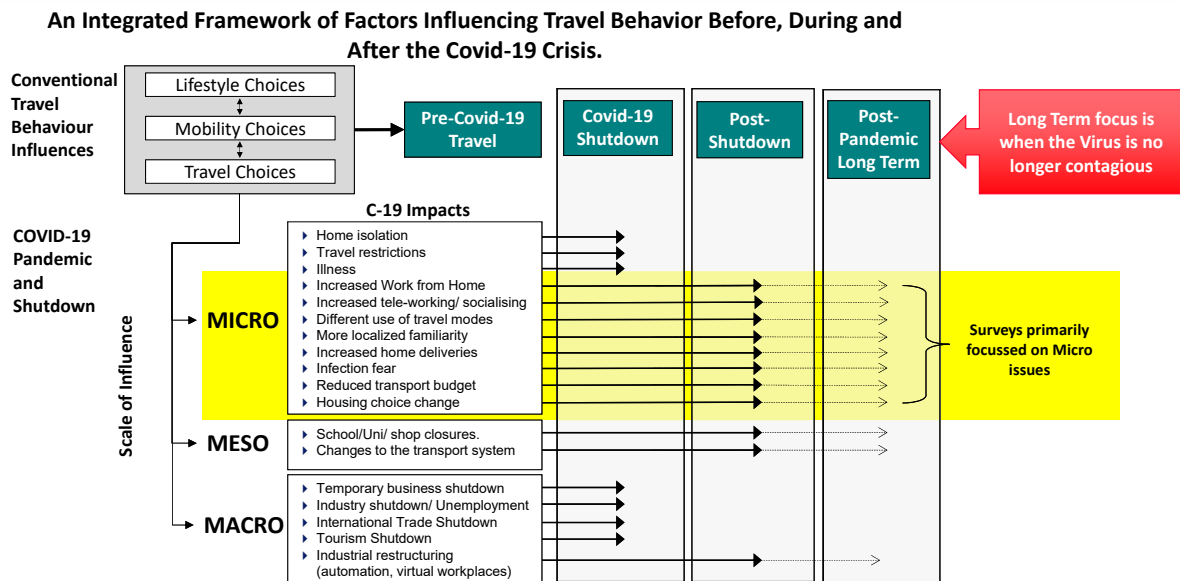 An Integrated Framework of Factors Influencing Travel Behavior Before, During and
After the Covid-19 Crisis.
Conventional
Travel
Behaviour
Influences
Lifestyle Choices
Mobility Choices
Travel Choices
Pre-Covid-19
Travel
Covid-19
Shutdown
Post-
Shutdown
Post-
Pandemic
Long Term
Long Term focus is
when the Virus is no
longer contagious
COVID-19
Pandemic
and
Shutdown
Scale of Influence
C-19 Impacts
MICRO
Home isolation
Travel restrictions
Illness
Increased Work from Home
Increased tele-working/ socialising
Different use of travel modes
More localized familiarity
Increased home deliveries
Infection fear
Reduced transport budget
Housing choice change
Surveys primarily
focussed on Micro
issues
MESO
School/Uni/ shop closures.
Changes to the transport system
MACRO
Temporary business shutdown
Industry shutdown/ Unemployment
International Trade Shutdown
Tourism Shutdown
Industrial restructuring
(automation, virtual workplaces)